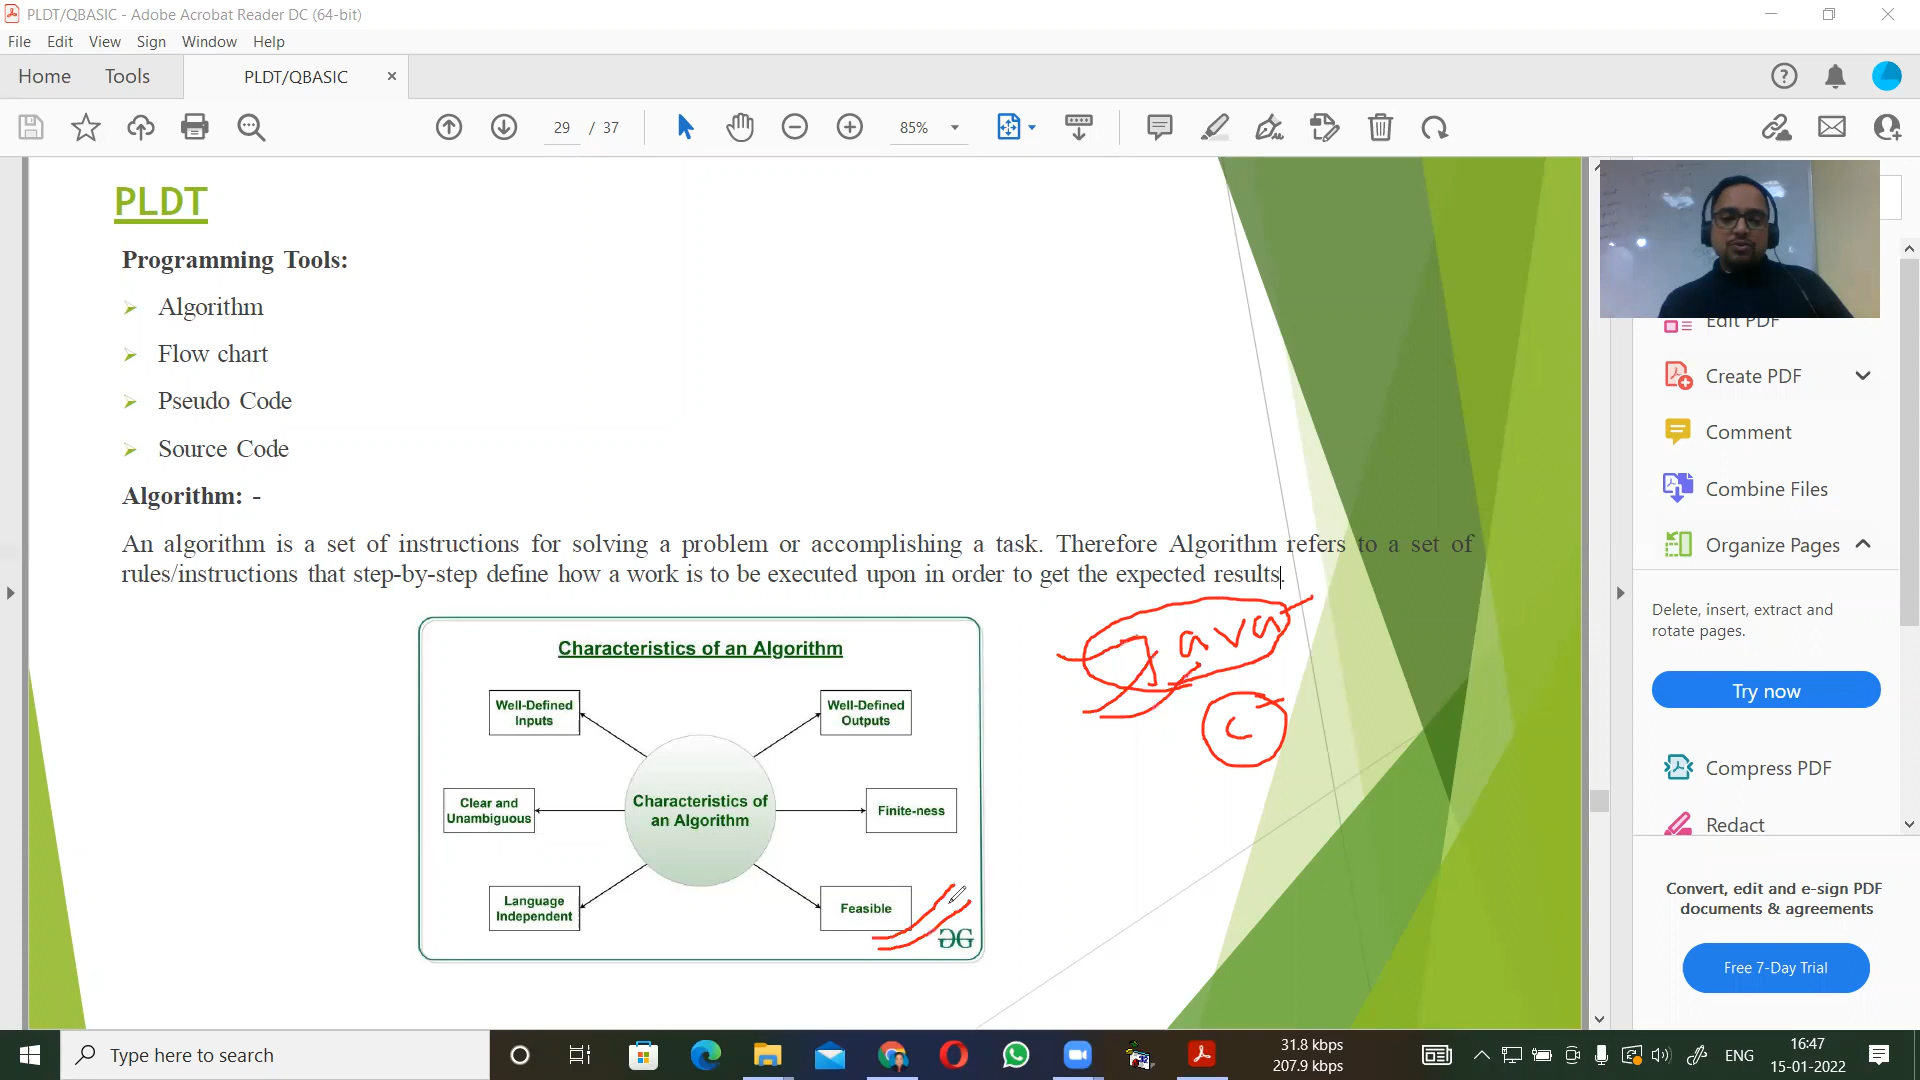 PLDT/QBASIC - Adobe Acrobat Reader DC (64-bit)
File Edit View Sign Window Help
Home Tools PLDT/QBASIC
29 / 37 85%
PLDT
Programming Tools:
Algorithm
Flow chart
Pseudo Code
Source Code
Algorithm: -
An algorithm is a set of instructions for solving a problem or accomplishing a task. Therefore Algorithm refers to a set of
rules/instructions that step-by-step define how a work is to be executed upon in order to get the expected results.
Characteristics of an Algorithm
Well-Defined
Inputs
Well-Defined
Outputs
Clear and
Unambiguous
Characteristics of
an Algorithm
Finite-ness
Language
Independent
Feasible
Java
C
Edit PDF
Create PDF
Comment
Combine Files
Organize Pages
Delete, insert, extract and
rotate pages.
Try now
Compress PDF
Redact
Convert, edit and e-sign PDF
documents & agreements
Free 7-Day Trial
Type here to search
31.8 kbps
207.9 kbps
ENG
16:47
15-01-2022